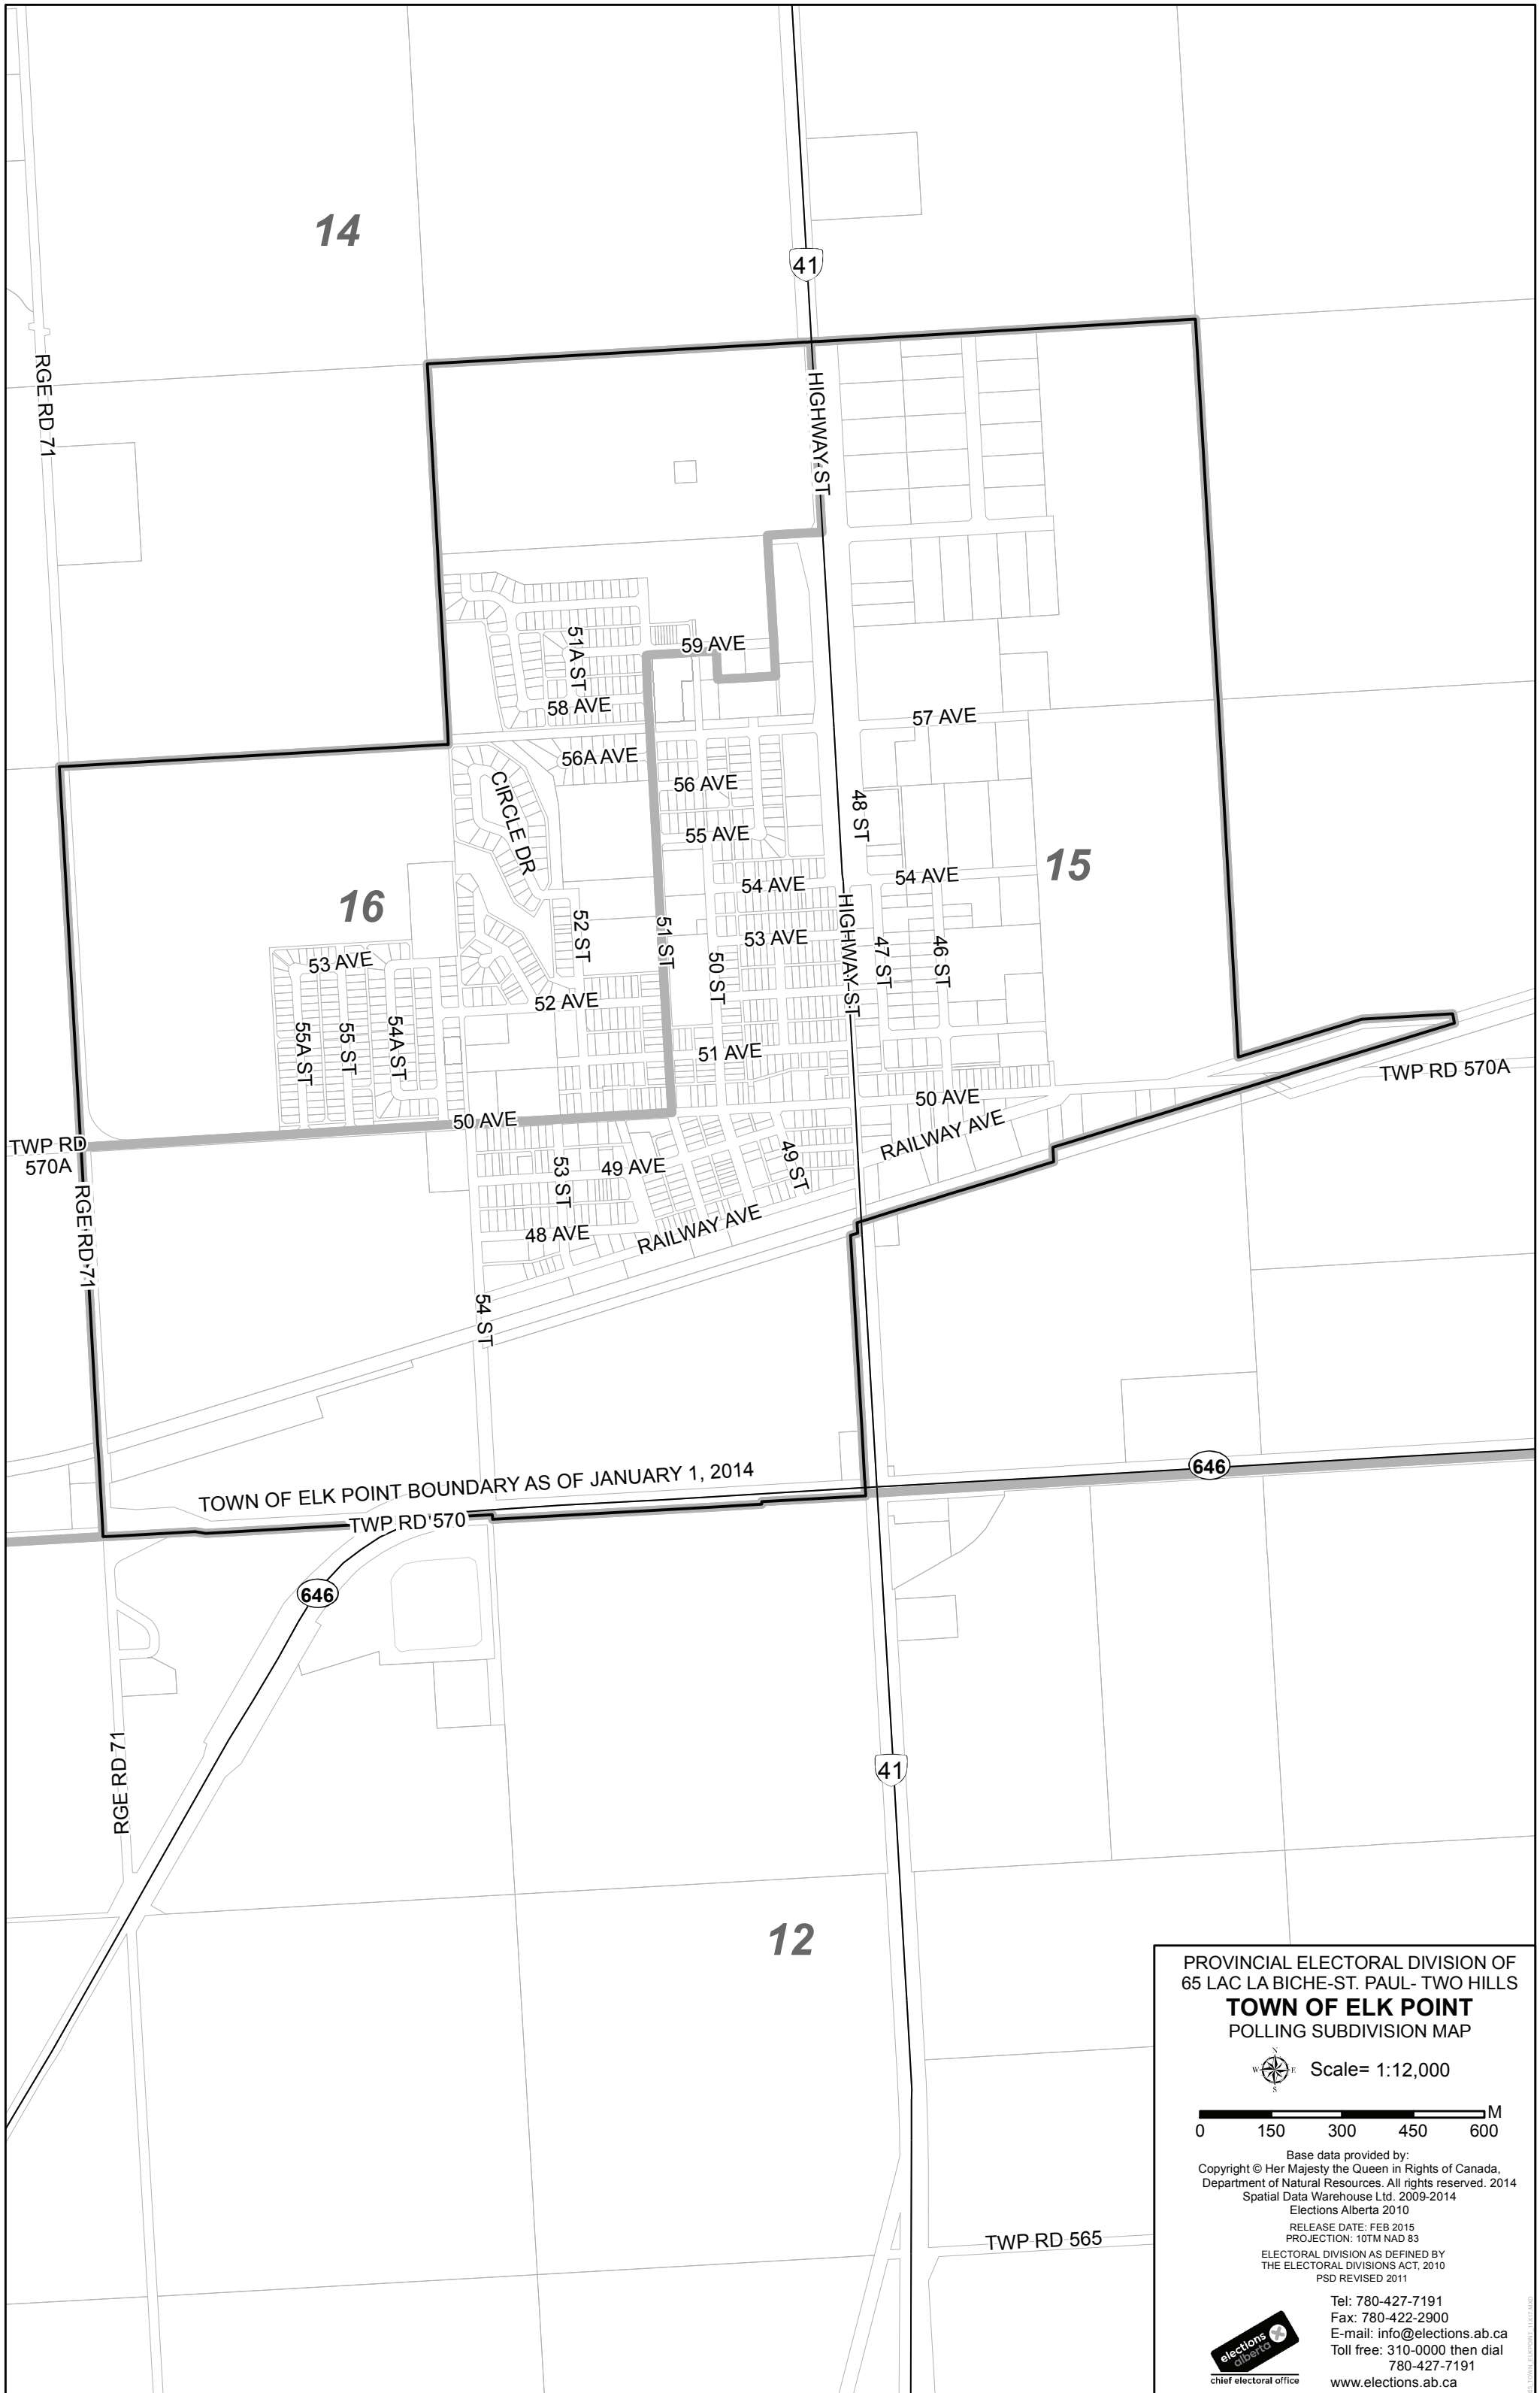 14
41
RGE RD 71
HIGHWAY ST
51A ST
59 AVE
58 AVE
57 AVE
56A AVE
CIRCLE DR
56 AVE
48 ST
55 AVE
15
54 AVE
54 AVE
16
52 ST
51 ST
53 AVE
HIGHWAY ST
47 ST
46 ST
53 AVE
50 ST
52 AVE
55A ST
55 ST
54A ST
51 AVE
TWP RD 570A
50 AVE
50 AVE
RAILWAY AVE
TWP RD
570A
53 ST
49 AVE
49 ST
RGE RD 71
48 AVE
RAILWAY AVE
54 ST
646
TOWN OF ELK POINT BOUNDARY AS OF JANUARY 1, 2014
TWP RD 570
646
RGE RD 71
41
12
TWP RD 565
PROVINCIAL ELECTORAL DIVISION OF
65 LAC LA BICHE-ST. PAUL- TWO HILLS
TOWN OF ELK POINT
POLLING SUBDIVISION MAP
N
W E
S
Scale= 1:12,000
M
0 150 300 450 600
Base data provided by:
Copyright © Her Majesty the Queen in Rights of Canada,
Department of Natural Resources. All rights reserved. 2014
Spatial Data Warehouse Ltd. 2009-2014
Elections Alberta 2010
RELEASE DATE: FEB 2015
PROJECTION: 10TM NAD 83
ELECTORAL DIVISION AS DEFINED BY
THE ELECTORAL DIVISIONS ACT, 2010
PSD REVISED 2011
Tel: 780-427-7191
Fax: 780-422-2900
E-mail: info@elections.ab.ca
Toll free: 310-0000 then dial
780-427-7191
www.elections.ab.ca
elections
alberta
chief electoral office